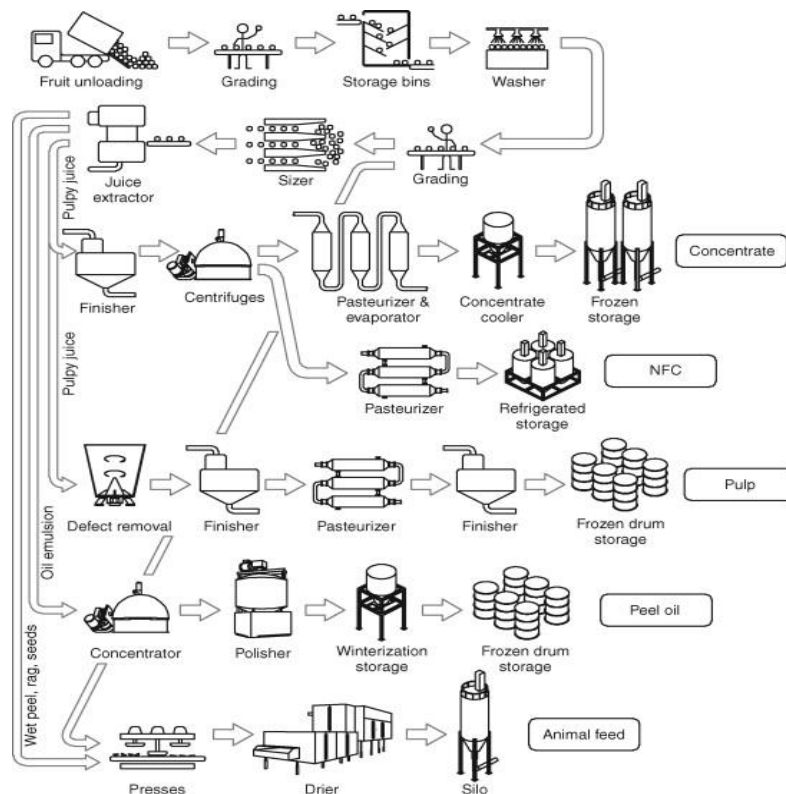 Fruit unloading
Grading
Storage bins
Washer
Juice
extractor
Sizer
Grading
Pulpy juice
Finisher
Centrifuges
Pasteurizer &
evaporator
Concentrate
cooler
Frozen
storage
Concentrate
Pasteurizer
Refrigerated
storage
NFC
Pulpy juice
Defect removal
Finisher
Pasteurizer
Finisher
Frozen drum
storage
Pulp
Oil emulsion
Concentrator
Polisher
Winterization
storage
Frozen drum
storage
Peel oil
Wet peel, rag, seeds
Presses
Drier
Silo
Animal feed